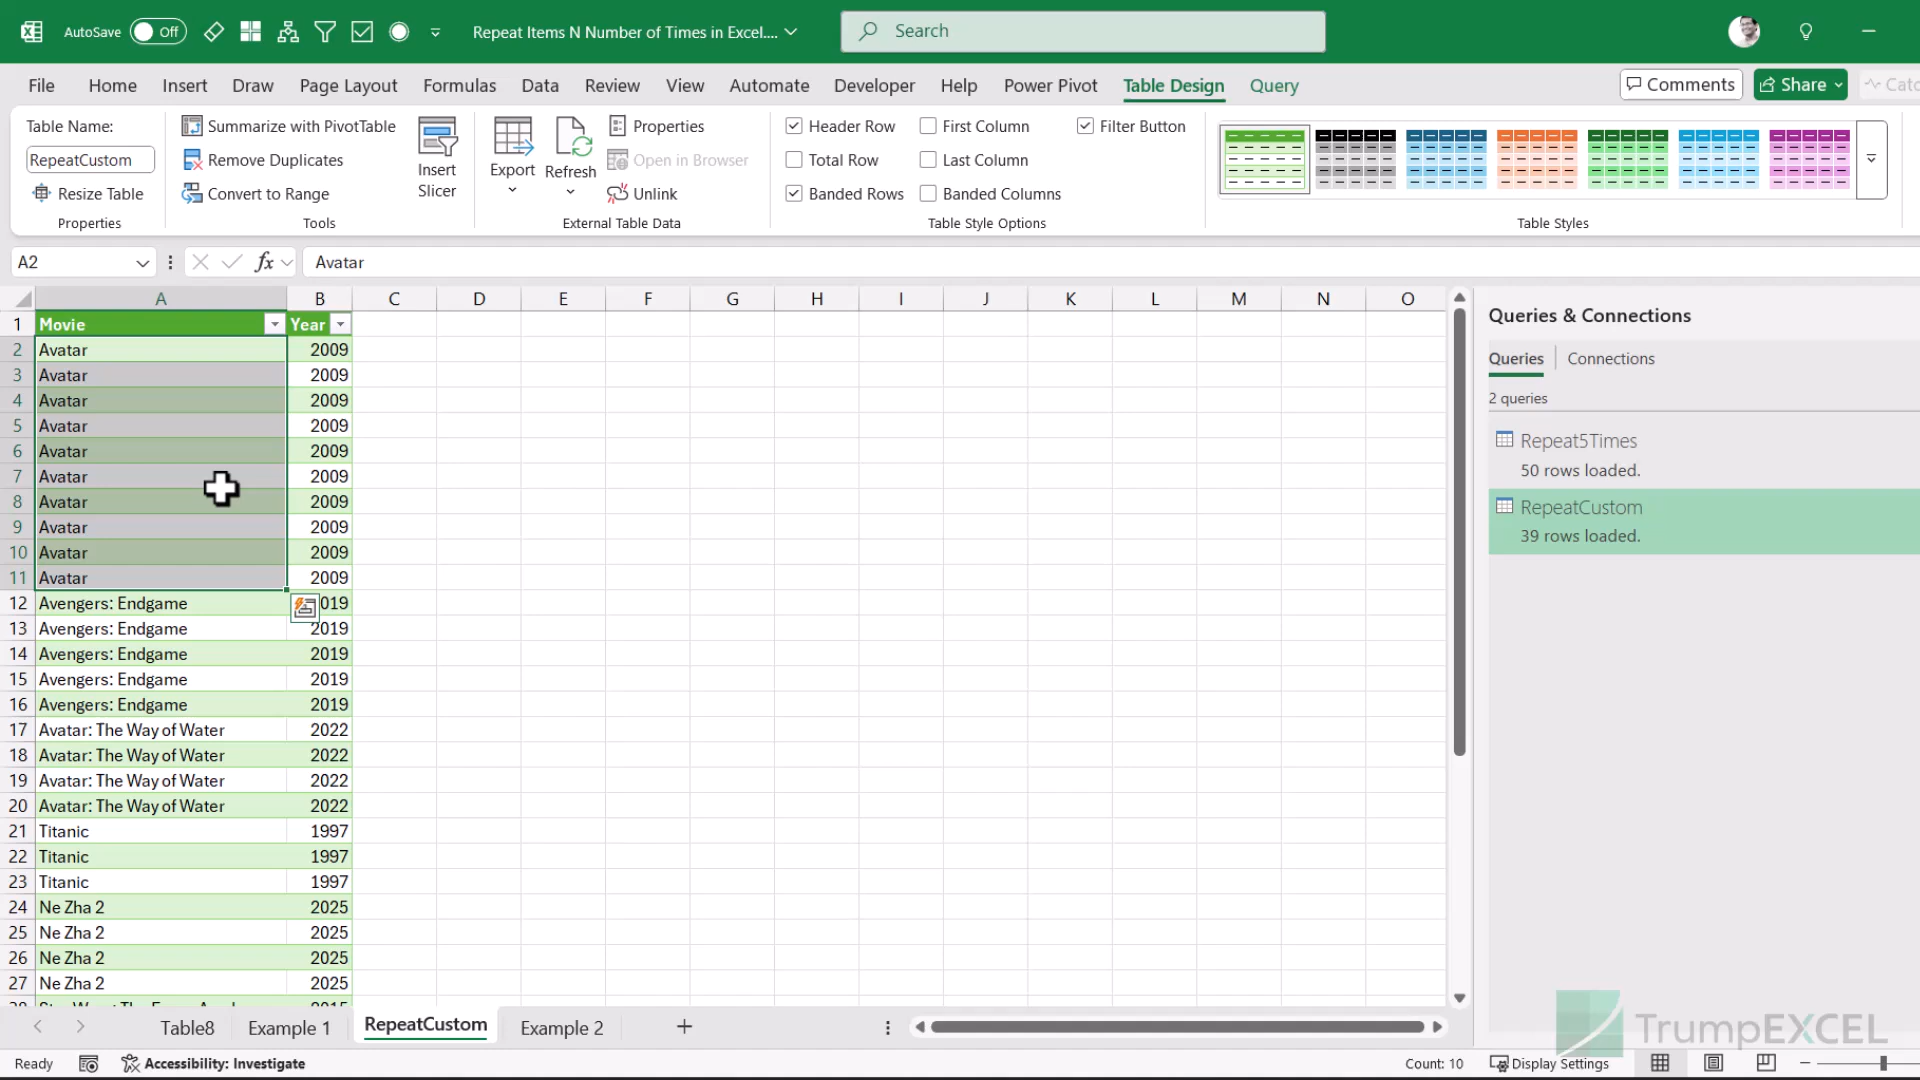 AutoSave Off Repeat Items N Number of Times in Excel.... Search
File Home Insert Draw Page Layout Formulas Data Review View Automate Developer Help Power Pivot Table Design Query Comments Share Catc
Table Name:
RepeatCustom
Resize Table
Properties
Summarize with PivotTable
Remove Duplicates
Convert to Range
Tools
Insert
Slicer
Export
Refresh
Properties
Open in Browser
Unlink
External Table Data
Header Row First Column Filter Button
Total Row Last Column
Banded Rows Banded Columns
Table Style Options
Table Styles
A2 fx Avatar
A B C D E F G H I J K L M N O
1 Movie Year
2 Avatar 2009
3 Avatar 2009
4 Avatar 2009
5 Avatar 2009
6 Avatar 2009
7 Avatar 2009
8 Avatar 2009
9 Avatar 2009
10 Avatar 2009
11 Avatar 2009
12 Avengers: Endgame 019
13 Avengers: Endgame 2019
14 Avengers: Endgame 2019
15 Avengers: Endgame 2019
16 Avengers: Endgame 2019
17 Avatar: The Way of Water 2022
18 Avatar: The Way of Water 2022
19 Avatar: The Way of Water 2022
20 Avatar: The Way of Water 2022
21 Titanic 1997
22 Titanic 1997
23 Titanic 1997
24 Ne Zha 2 2025
25 Ne Zha 2 2025
26 Ne Zha 2 2025
27 Ne Zha 2 2025
Queries & Connections
Queries Connections
2 queries
Repeat5Times
50 rows loaded.
RepeatCustom
39 rows loaded.
TrumpEXCEL
Table8 Example 1 RepeatCustom Example 2
Ready Accessibility: Investigate Count: 10 Display Settings